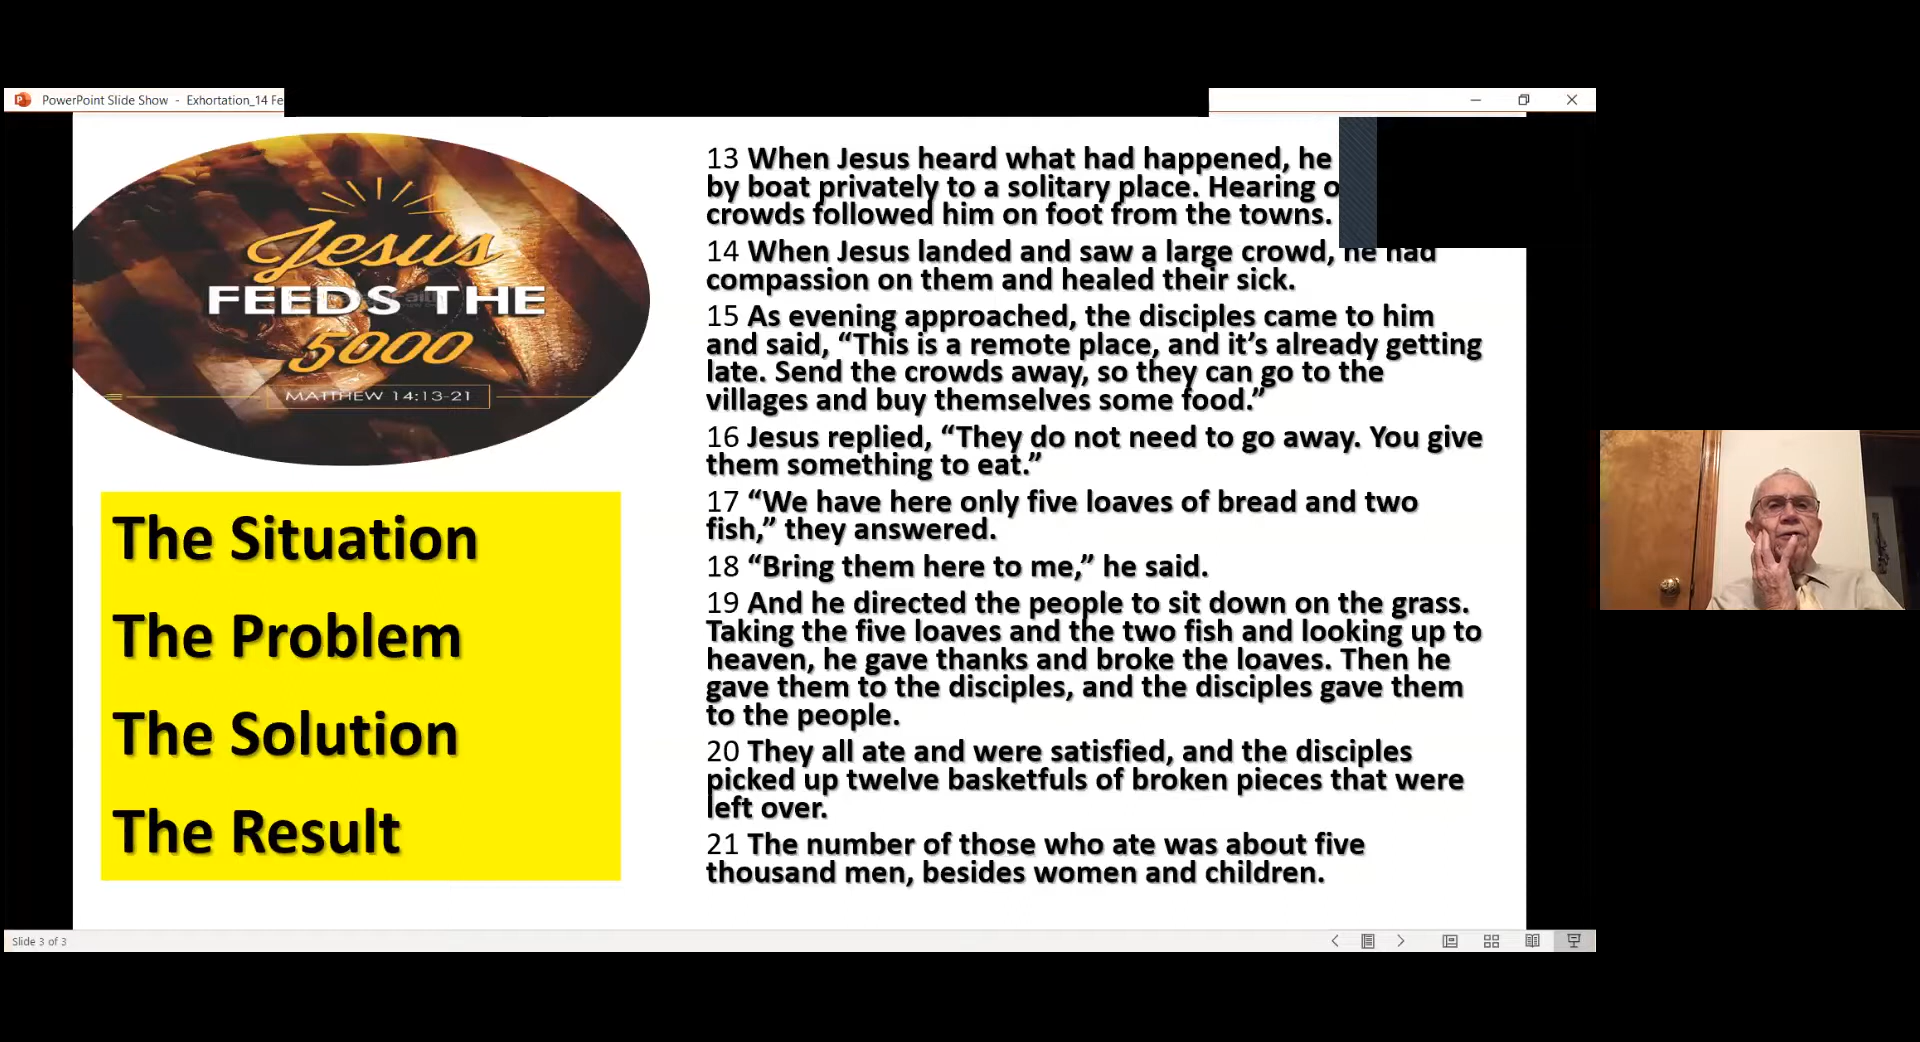 PowerPoint Slide Show - Exhortation_14 Fe
Jesus
FEEDS THE
5000
MATTHEW 14:13-21
The Situation
The Problem
The Solution
The Result
13 When Jesus heard what had happened, he
by boat privately to a solitary place. Hearing o
crowds followed him on foot from the towns.
14 When Jesus landed and saw a large crowd, he had
compassion on them and healed their sick.
15 As evening approached, the disciples came to him
and said, “This is a remote place, and it’s already getting
late. Send the crowds away, so they can go to the
villages and buy themselves some food.”
16 Jesus replied, “They do not need to go away. You give
them something to eat.”
17 “We have here only five loaves of bread and two
fish,” they answered.
18 “Bring them here to me,” he said.
19 And he directed the people to sit down on the grass.
Taking the five loaves and the two fish and looking up to
heaven, he gave thanks and broke the loaves. Then he
gave them to the disciples, and the disciples gave them
to the people.
20 They all ate and were satisfied, and the disciples
picked up twelve basketfuls of broken pieces that were
left over.
21 The number of those who ate was about five
thousand men, besides women and children.
Slide 3 of 3